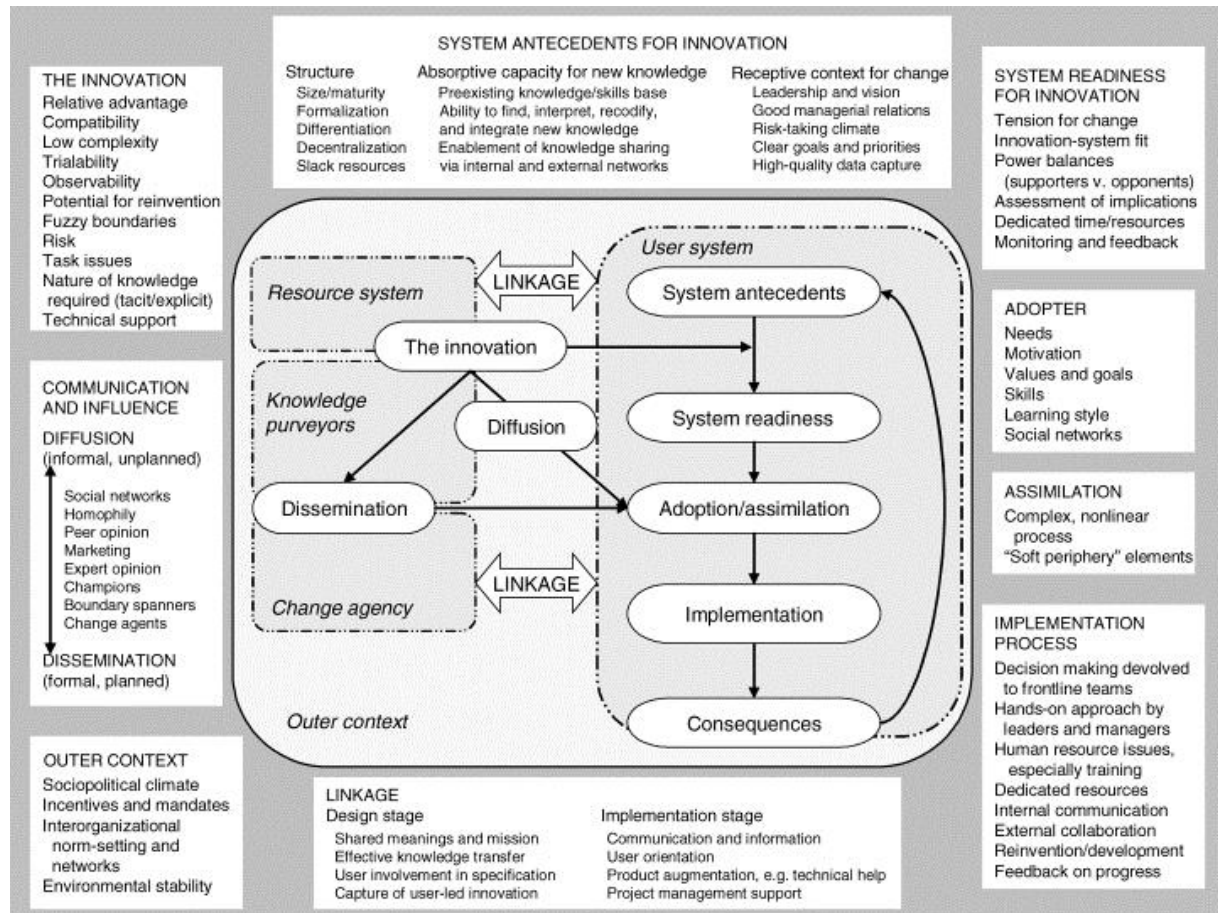 SYSTEM ANTECEDENTS FOR INNOVATION
Structure
Size/maturity
Formalization
Differentiation
Decentralization
Slack resources
Absorptive capacity for new knowledge
Preexisting knowledge/skills base
Ability to find, interpret, recodify,
and integrate new knowledge
Enablement of knowledge sharing
via internal and external networks
Receptive context for change
Leadership and vision
Good managerial relations
Risk-taking climate
Clear goals and priorities
High-quality data capture
THE INNOVATION
Relative advantage
Compatibility
Low complexity
Trialability
Observability
Potential for reinvention
Fuzzy boundaries
Risk
Task issues
Nature of knowledge
required (tacit/explicit)
Technical support
COMMUNICATION
AND INFLUENCE
DIFFUSION
(informal, unplanned)
Social networks
Homophily
Peer opinion
Marketing
Expert opinion
Champions
Boundary spanners
Change agents
DISSEMINATION
(formal, planned)
OUTER CONTEXT
Sociopolitical climate
Incentives and mandates
Interorganizational
norm-setting and
networks
Environmental stability
Resource system
LINKAGE
User system
System antecedents
The innovation
Knowledge
purveyors
Diffusion
System readiness
Dissemination
Adoption/assimilation
LINKAGE
Change agency
Implementation
Outer context
Consequences
LINKAGE
Design stage
Shared meanings and mission
Effective knowledge transfer
User involvement in specification
Capture of user-led innovation
Implementation stage
Communication and information
User orientation
Product augmentation, e.g. technical help
Project management support
SYSTEM READINESS
FOR INNOVATION
Tension for change
Innovation-system fit
Power balances
(supporters v. opponents)
Assessment of implications
Dedicated time/resources
Monitoring and feedback
ADOPTER
Needs
Motivation
Values and goals
Skills
Learning style
Social networks
ASSIMILATION
Complex, nonlinear
process
“Soft periphery” elements
IMPLEMENTATION
PROCESS
Decision making devolved
to frontline teams
Hands-on approach by
leaders and managers
Human resource issues,
especially training
Dedicated resources
Internal communication
External collaboration
Reinvention/development
Feedback on progress